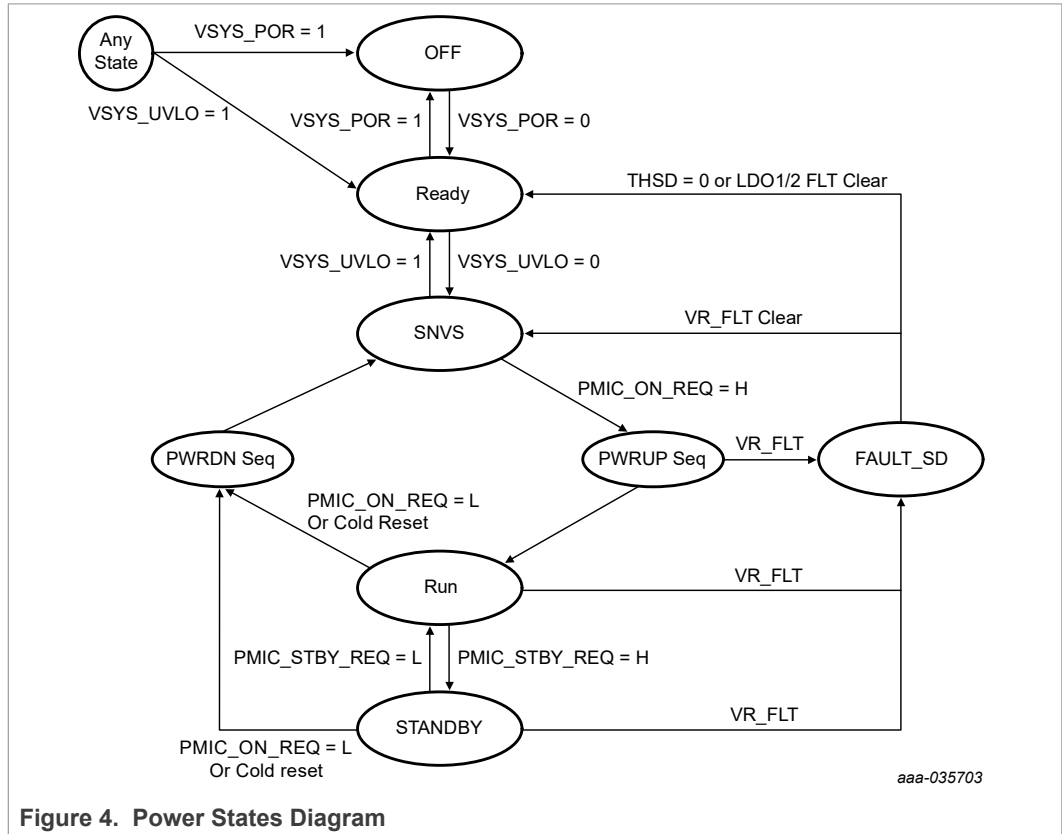 Any
State
VSYS_POR = 1
OFF
VSYS_UVLO = 1
VSYS_POR = 1
VSYS_POR = 0
Ready
THSD = 0 or LDO1/2 FLT Clear
VSYS_UVLO = 1
VSYS_UVLO = 0
SNVS
VR_FLT Clear
PMIC_ON_REQ = H
PWRDN Seq
PWRUP Seq
VR_FLT
FAULT_SD
PMIC_ON_REQ = L
Or Cold Reset
Run
VR_FLT
PMIC_STBY_REQ = L
PMIC_STBY_REQ = H
STANDBY
VR_FLT
PMIC_ON_REQ = L
Or Cold reset
aaa-035703
Figure 4. Power States Diagram